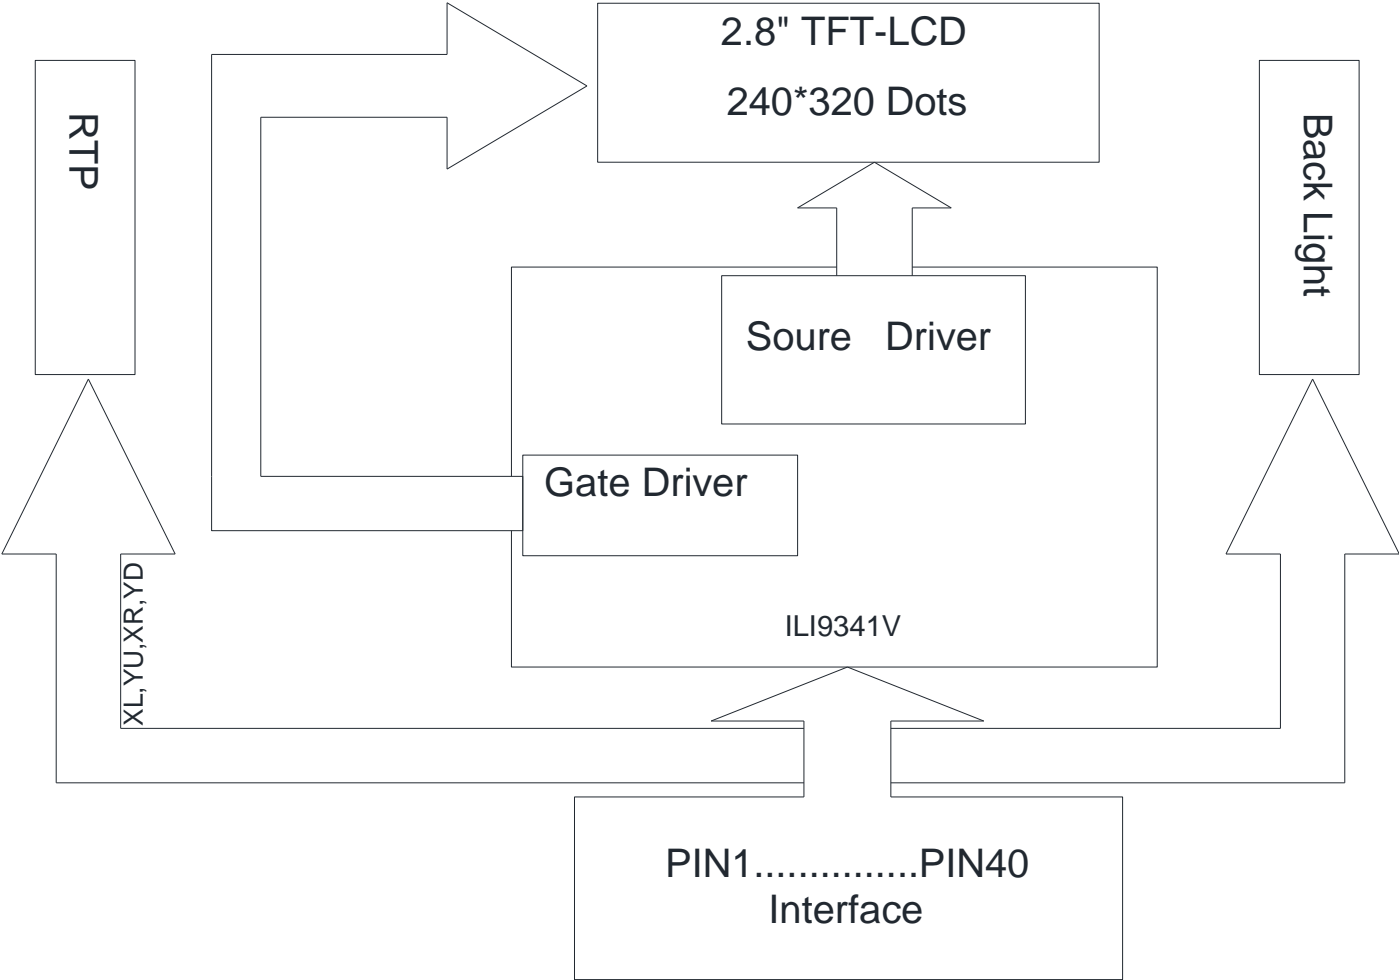 2.8" TFT-LCD
240*320 Dots
RTP
Back Light
Soure Driver
Gate Driver
XL,YU,XR,YD
ILI9341V
PIN1...............PIN40
Interface